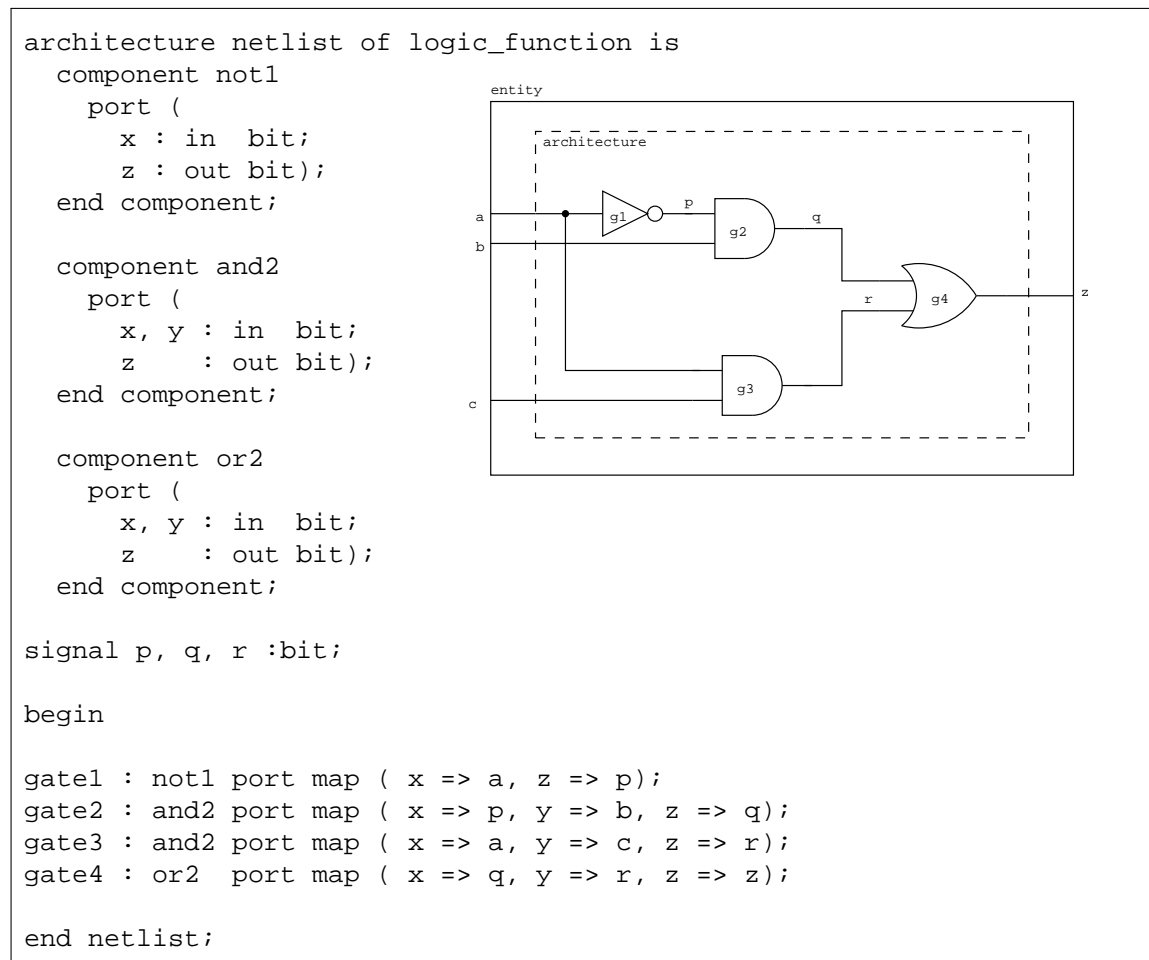 architecture netlist of logic_function is
  component not1
    port (
      x : in  bit;
      z : out bit);
  end component;

  component and2
    port (
      x, y : in  bit;
      z    : out bit);
  end component;

  component or2
    port (
      x, y : in  bit;
      z    : out bit);
  end component;

signal p, q, r :bit;

begin

gate1 : not1 port map ( x => a, z => p);
gate2 : and2 port map ( x => p, y => b, z => q);
gate3 : and2 port map ( x => a, y => c, z => r);
gate4 : or2  port map ( x => q, y => r, z => z);

end netlist;
entity
architecture
a
g1
p
g2
q
b
r
g4
z
g3
c